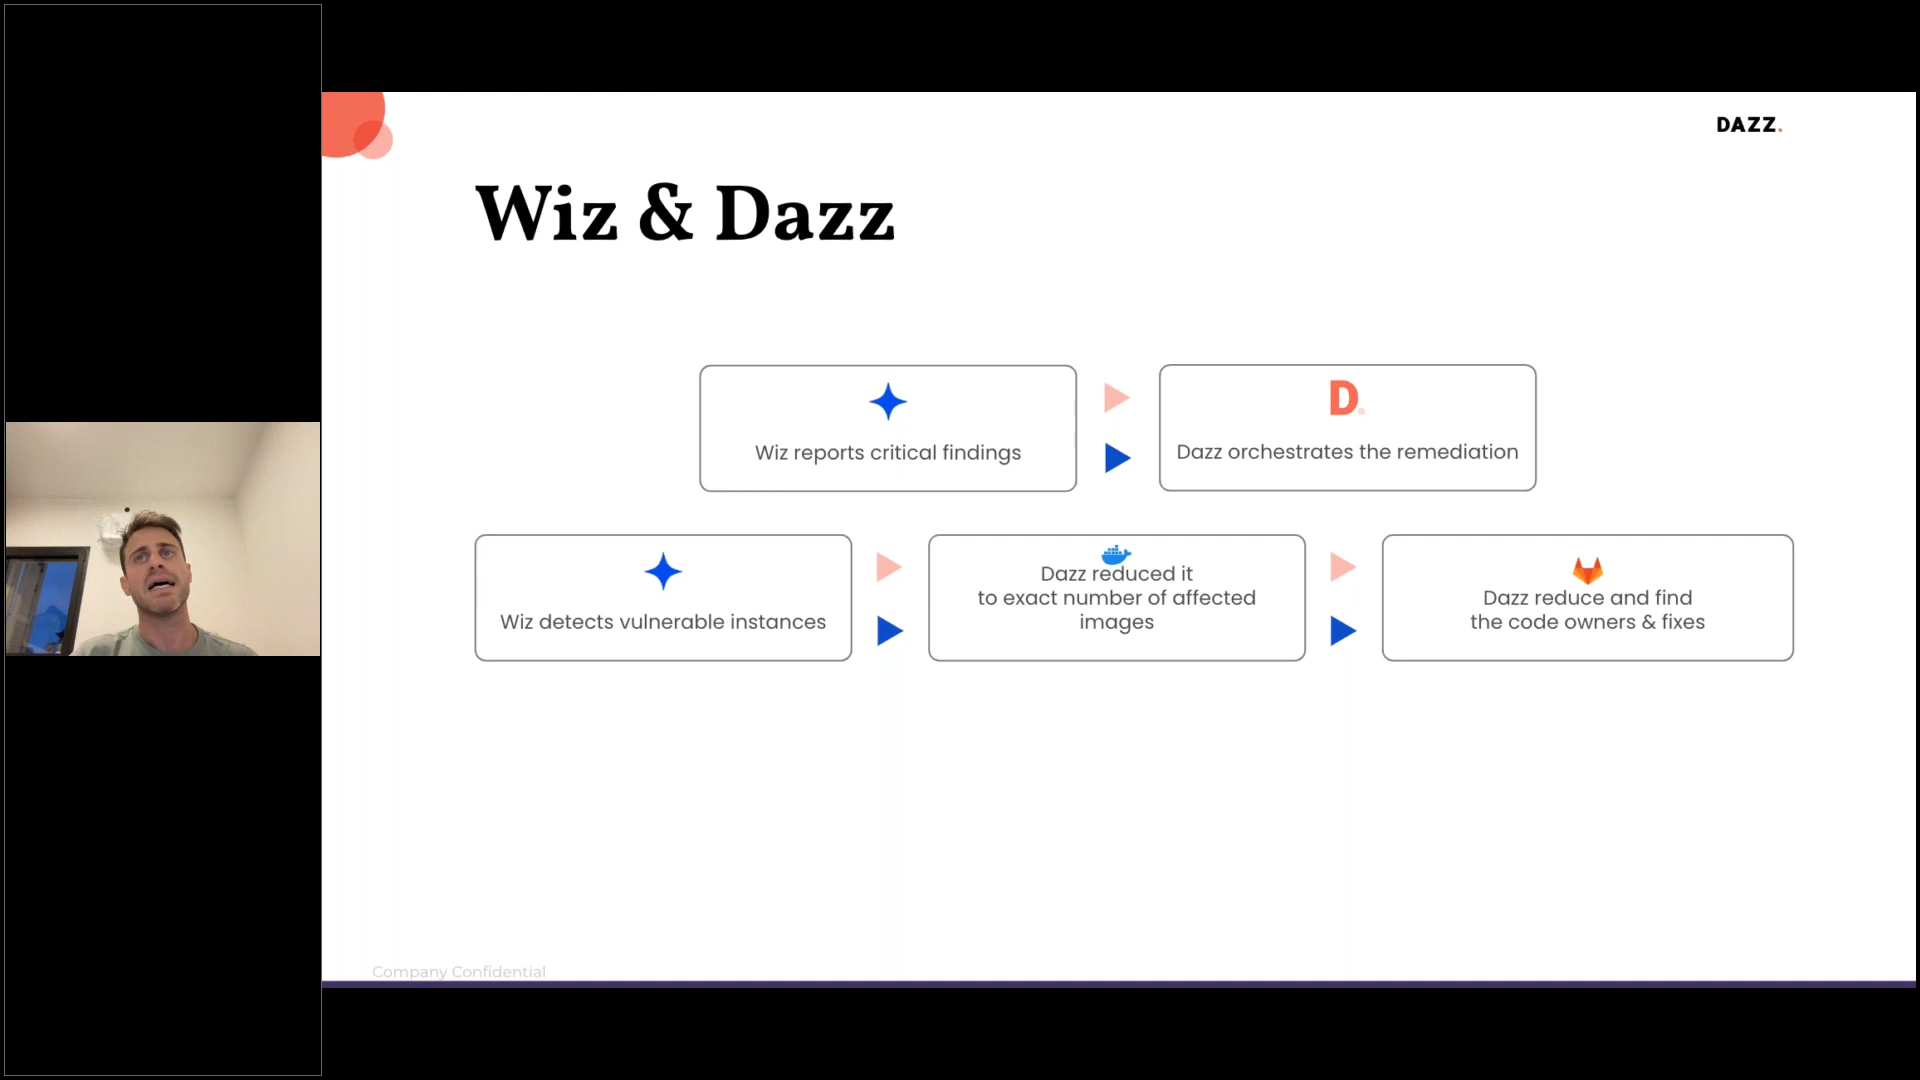 DAZZ.
Wiz & Dazz
D.
Wiz reports critical findings
Dazz orchestrates the remediation
Wiz detects vulnerable instances
Dazz reduced it
to exact number of affected
images
Dazz reduce and find
the code owners & fixes
Company Confidential